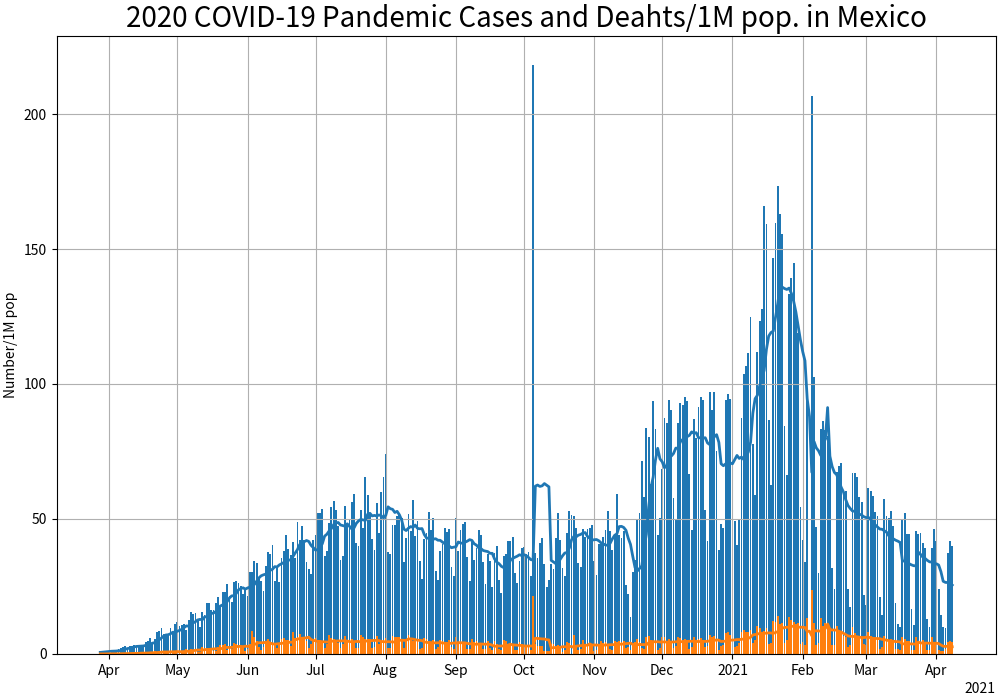 2020 COVID-19 Pandemic Cases and Deahts/1M pop. in Mexico
Number/1M pop
200
150
100
50
0
Apr May Jun Jul Aug Sep Oct Nov Dec 2021 Feb Mar Apr
2021